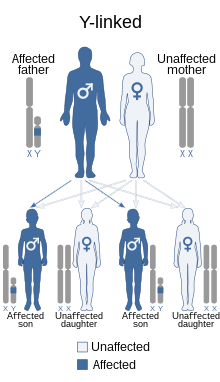 Y-linked
Affected
father
Unaffected
mother
X Y
X X
X Y
X X
X Y
X X
Affected
son
Unaffected
daughter
Affected
son
Unaffected
daughter
Unaffected
Affected